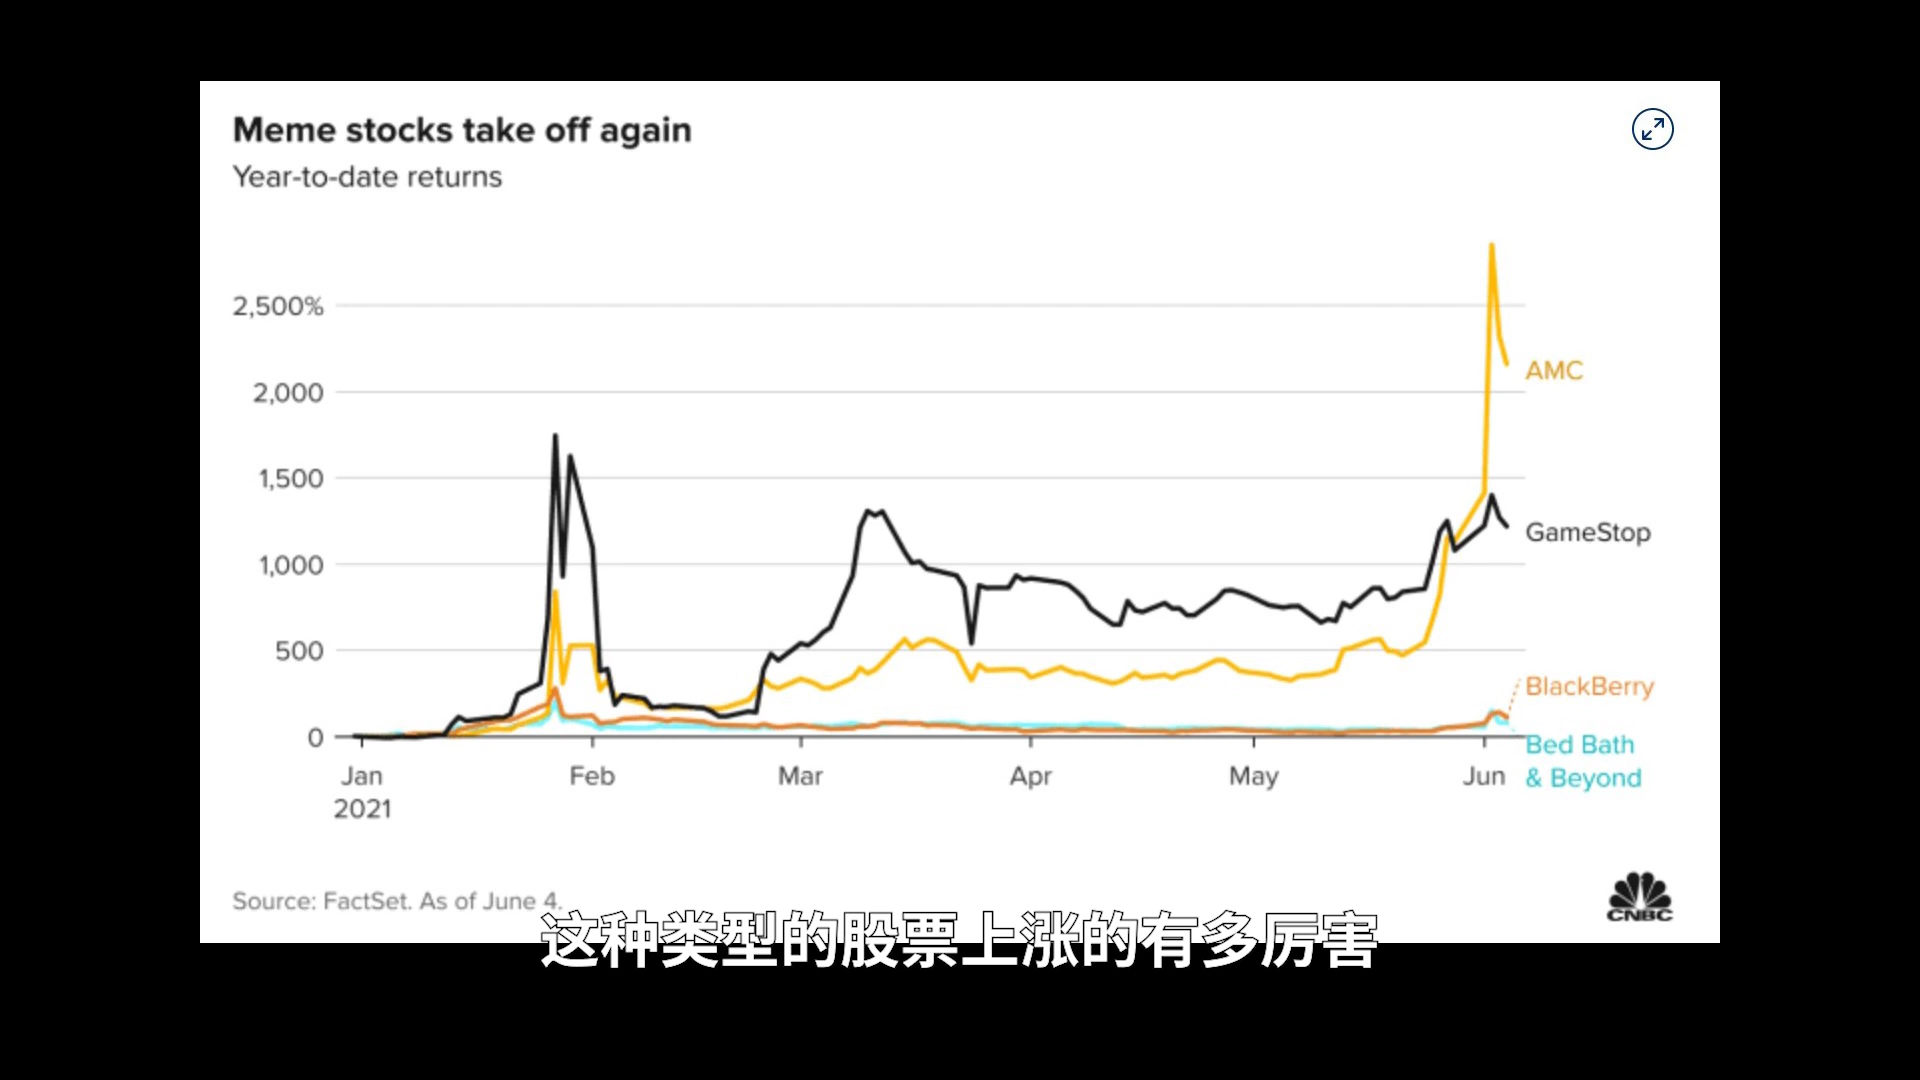 Meme stocks take off again
Year-to-date returns
2,500%
2,000
1,500
1,000
500
0
AMC
GameStop
BlackBerry
Bed Bath
& Beyond
Jan
2021
Feb
Mar
Apr
May
Jun
Source: FactSet. As of June 4.
CNBC
这种类型的股票上涨的有多厉害